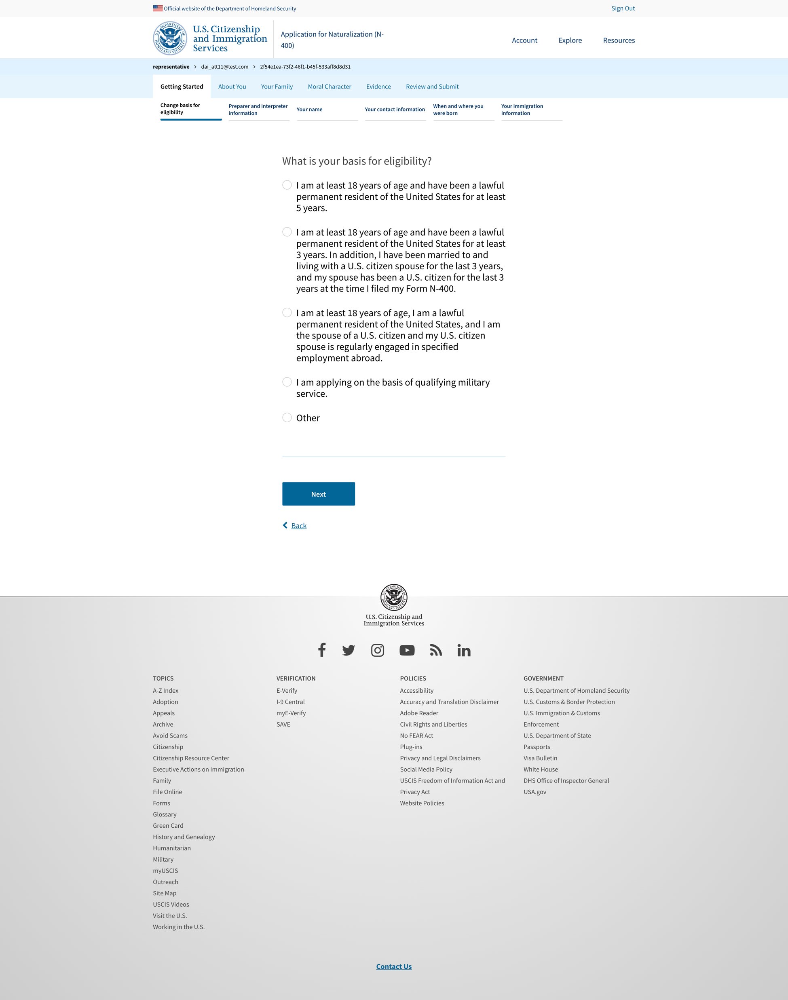 Official website of the Department of Homeland Security
Sign Out
U.S. Citizenship
and Immigration
Services
Application for Naturalization (N-
400)
Account
Explore
Resources
representative > dai_att11@test.com > 2f54e1ea-73f2-46f1-b45f-533aff8d8d31
Getting Started
About You
Your Family
Moral Character
Evidence
Review and Submit
Change basis for
eligibility
Preparer and interpreter
information
Your name
Your contact information
When and where you
were born
Your immigration
information
What is your basis for eligibility?
I am at least 18 years of age and have been a lawful
permanent resident of the United States for at least
5 years.
I am at least 18 years of age and have been a lawful
permanent resident of the United States for at least
3 years. In addition, I have been married to and
living with a U.S. citizen spouse for the last 3 years,
and my spouse has been a U.S. citizen for the last 3
years at the time I filed my Form N-400.
I am at least 18 years of age, I am a lawful
permanent resident of the United States, and I am
the spouse of a U.S. citizen and my U.S. citizen
spouse is regularly engaged in specified
employment abroad.
I am applying on the basis of qualifying military
service.
Other
Next
Back
U.S. Citizenship and
Immigration Services
TOPICS
A-Z Index
Adoption
Appeals
Archive
Avoid Scams
Citizenship
Citizenship Resource Center
Executive Actions on Immigration
Family
File Online
Forms
Glossary
Green Card
History and Genealogy
Humanitarian
Military
myUSCIS
Outreach
Site Map
USCIS Videos
Visit the U.S.
Working in the U.S.
VERIFICATION
E-Verify
I-9 Central
myE-Verify
SAVE
POLICIES
Accessibility
Accuracy and Translation Disclaimer
Adobe Reader
Civil Rights and Liberties
No FEAR Act
Plug-ins
Privacy and Legal Disclaimers
Social Media Policy
USCIS Freedom of Information Act and
Privacy Act
Website Policies
GOVERNMENT
U.S. Department of Homeland Security
U.S. Customs & Border Protection
U.S. Immigration & Customs
Enforcement
U.S. Department of State
Passports
Visa Bulletin
White House
DHS Office of Inspector General
USA.gov
Contact Us